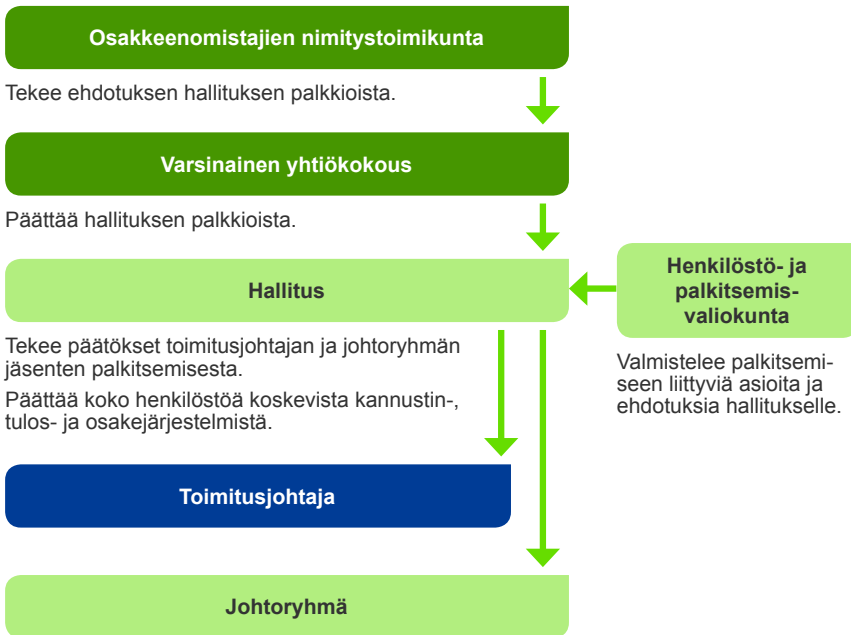 Osakkeenomistajien nimitystoimikunta
Tekee ehdotuksen hallituksen palkkioista.
Varsinainen yhtiökokous
Päättää hallituksen palkkioista.
Hallitus
Henkilöstö- ja
palkitsemis-
valiokunta
Tekee päätökset toimitusjohtajan ja johtoryhmän
jäsenten palkitsemisesta.
Päättää koko henkilöstöä koskevista kannustin-,
tulos- ja osakejärjestelmistä.
Valmistelee palkitsemi-
seen liittyviä asioita ja
ehdotuksia hallitukselle.
Toimitusjohtaja
Johtoryhmä